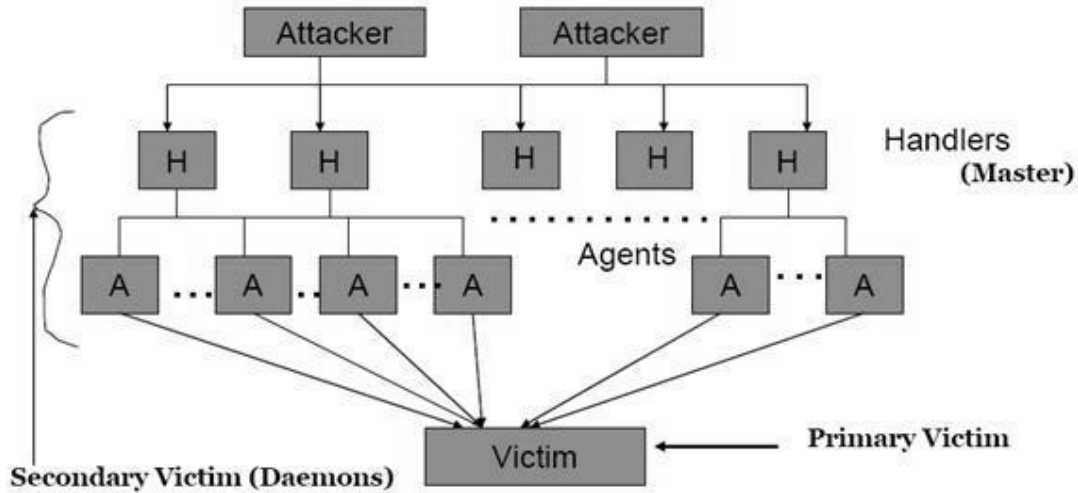 Attacker Attacker
H H H H H Handlers
(Master)
Agents
A A A A A A
Victim
Primary Victim
Secondary Victim (Daemons)